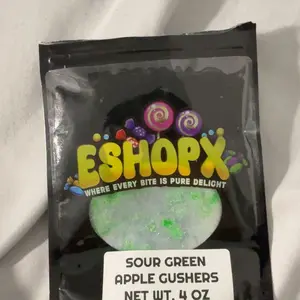 ESHOPX
WHERE EVERY BITE IS PURE DELIGHT
SOUR GREEN
APPLE GUSHERS
NET WT. 4 OZ